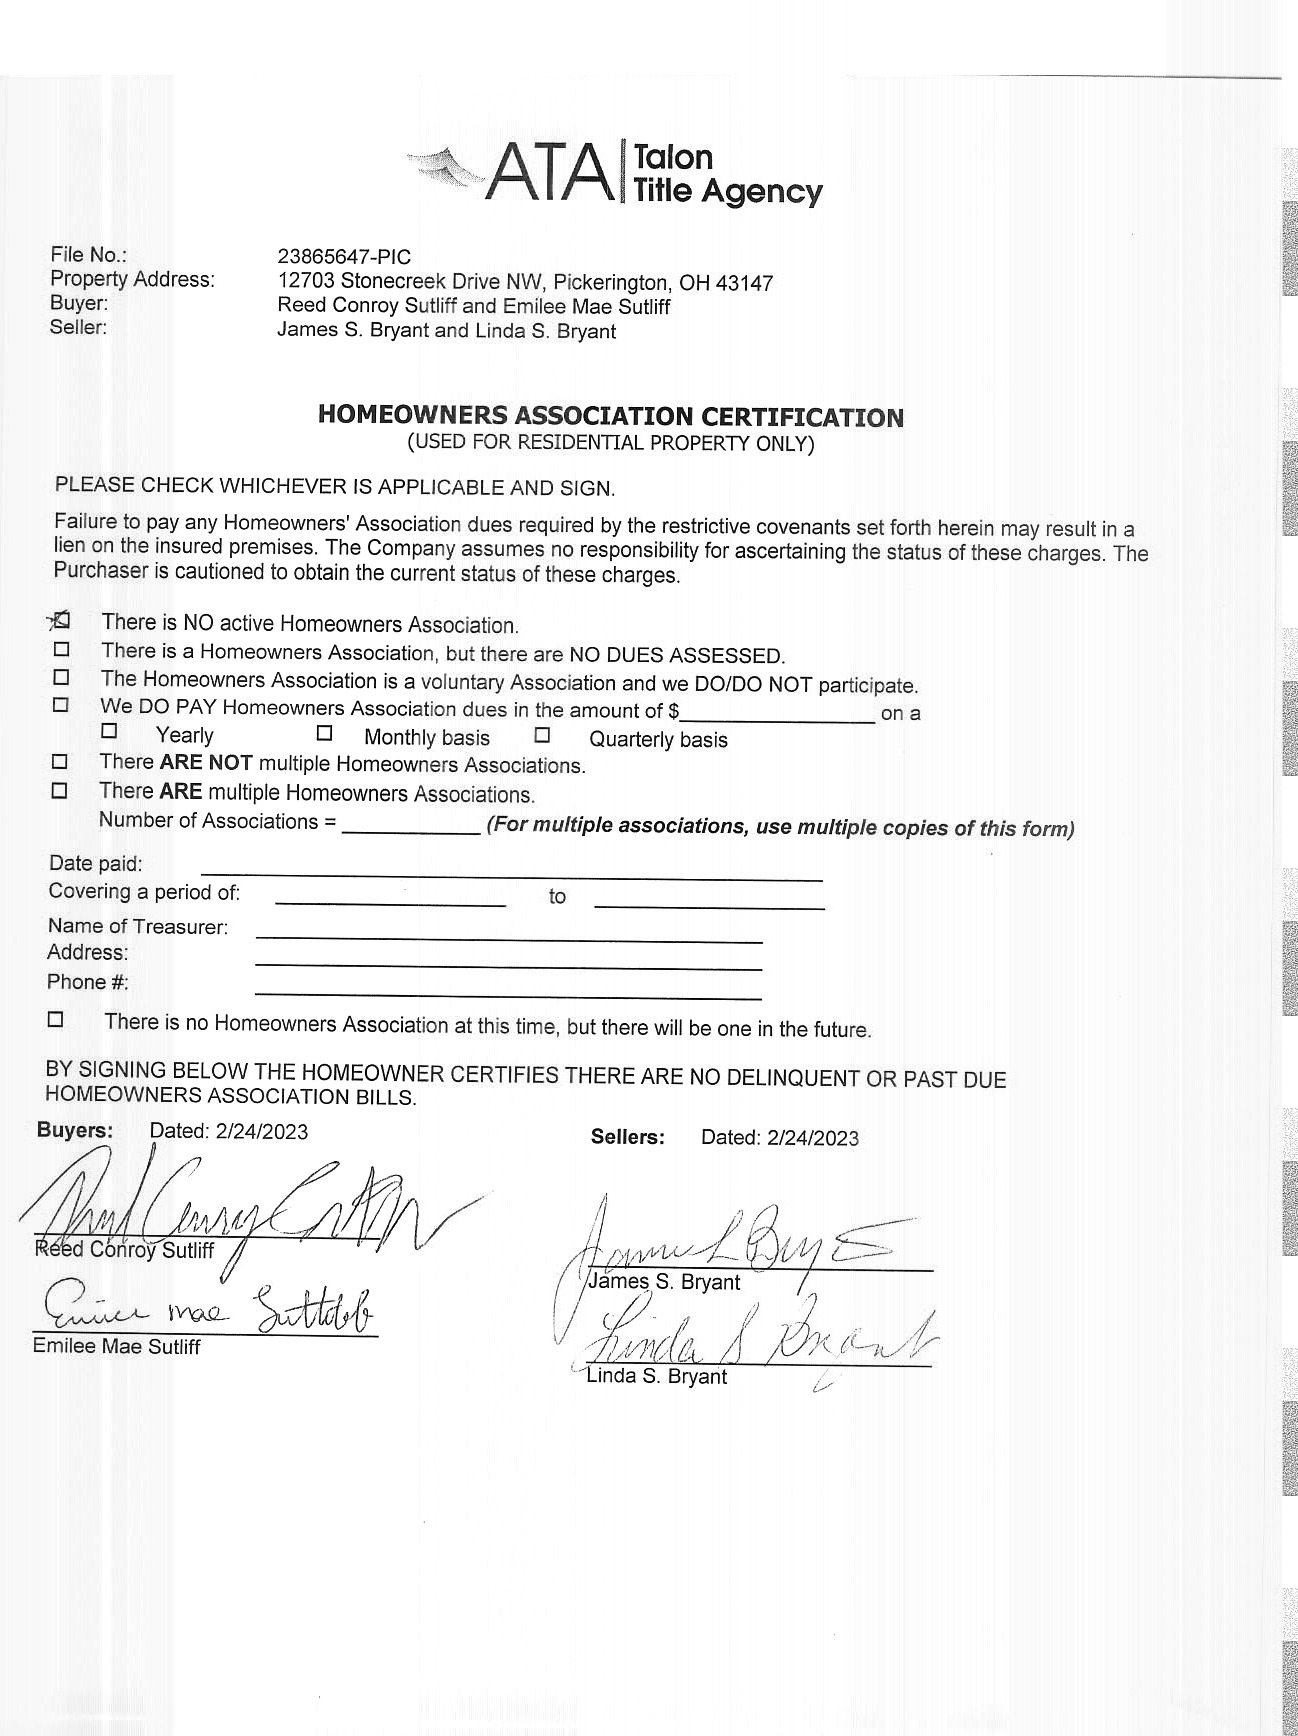 ATA Talon
Title Agency
File No.: 23865647-PIC
Property Address: 12703 Stonecreek Drive NW, Pickerington, OH 43147
Buyer: Reed Conroy Sutliff and Emilee Mae Sutliff
Seller: James S. Bryant and Linda S. Bryant
HOMEOWNERS ASSOCIATION CERTIFICATION
(USED FOR RESIDENTIAL PROPERTY ONLY)
PLEASE CHECK WHICHEVER IS APPLICABLE AND SIGN.
Failure to pay any Homeowners' Association dues required by the restrictive covenants set forth herein may result in a
lien on the insured premises. The Company assumes no responsibility for ascertaining the status of these charges. The
Purchaser is cautioned to obtain the current status of these charges.
There is NO active Homeowners Association.
There is a Homeowners Association, but there are NO DUES ASSESSED.
The Homeowners Association is a voluntary Association and we DO/DO NOT participate.
We DO PAY Homeowners Association dues in the amount of $ on a
Yearly Monthly basis Quarterly basis
There ARE NOT multiple Homeowners Associations.
There ARE multiple Homeowners Associations.
Number of Associations = (For multiple associations, use multiple copies of this form)
Date paid:
Covering a period of: to
Name of Treasurer:
Address:
Phone #:
There is no Homeowners Association at this time, but there will be one in the future.
BY SIGNING BELOW THE HOMEOWNER CERTIFIES THERE ARE NO DELINQUENT OR PAST DUE
HOMEOWNERS ASSOCIATION BILLS.
Buyers: Dated: 2/24/2023 Sellers: Dated: 2/24/2023
Reed Conroy Sutliff
James S. Bryant
Mae
Emilee Mae Sutliff
Linda S Bryant
Linda S. Bryant